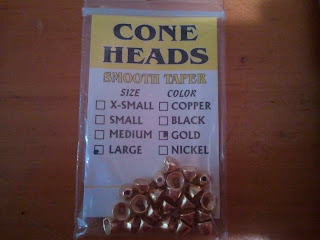 CONE
HEADS
SMOOTH TAPER
SIZE COLOR
X-SMALL COPPER
SMALL BLACK
MEDIUM GOLD
LARGE NICKEL